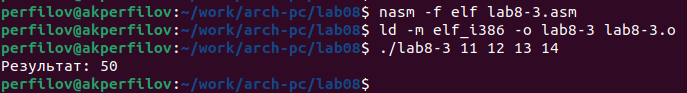 perfilov@akperfilov:~/work/arch-pc/lab08$ nasm -f elf lab8-3.asm
perfilov@akperfilov:~/work/arch-pc/lab08$ ld -m elf_i386 -o lab8-3 lab8-3.o
perfilov@akperfilov:~/work/arch-pc/lab08$ ./lab8-3 11 12 13 14
Результат: 50
perfilov@akperfilov:~/work/arch-pc/lab08$